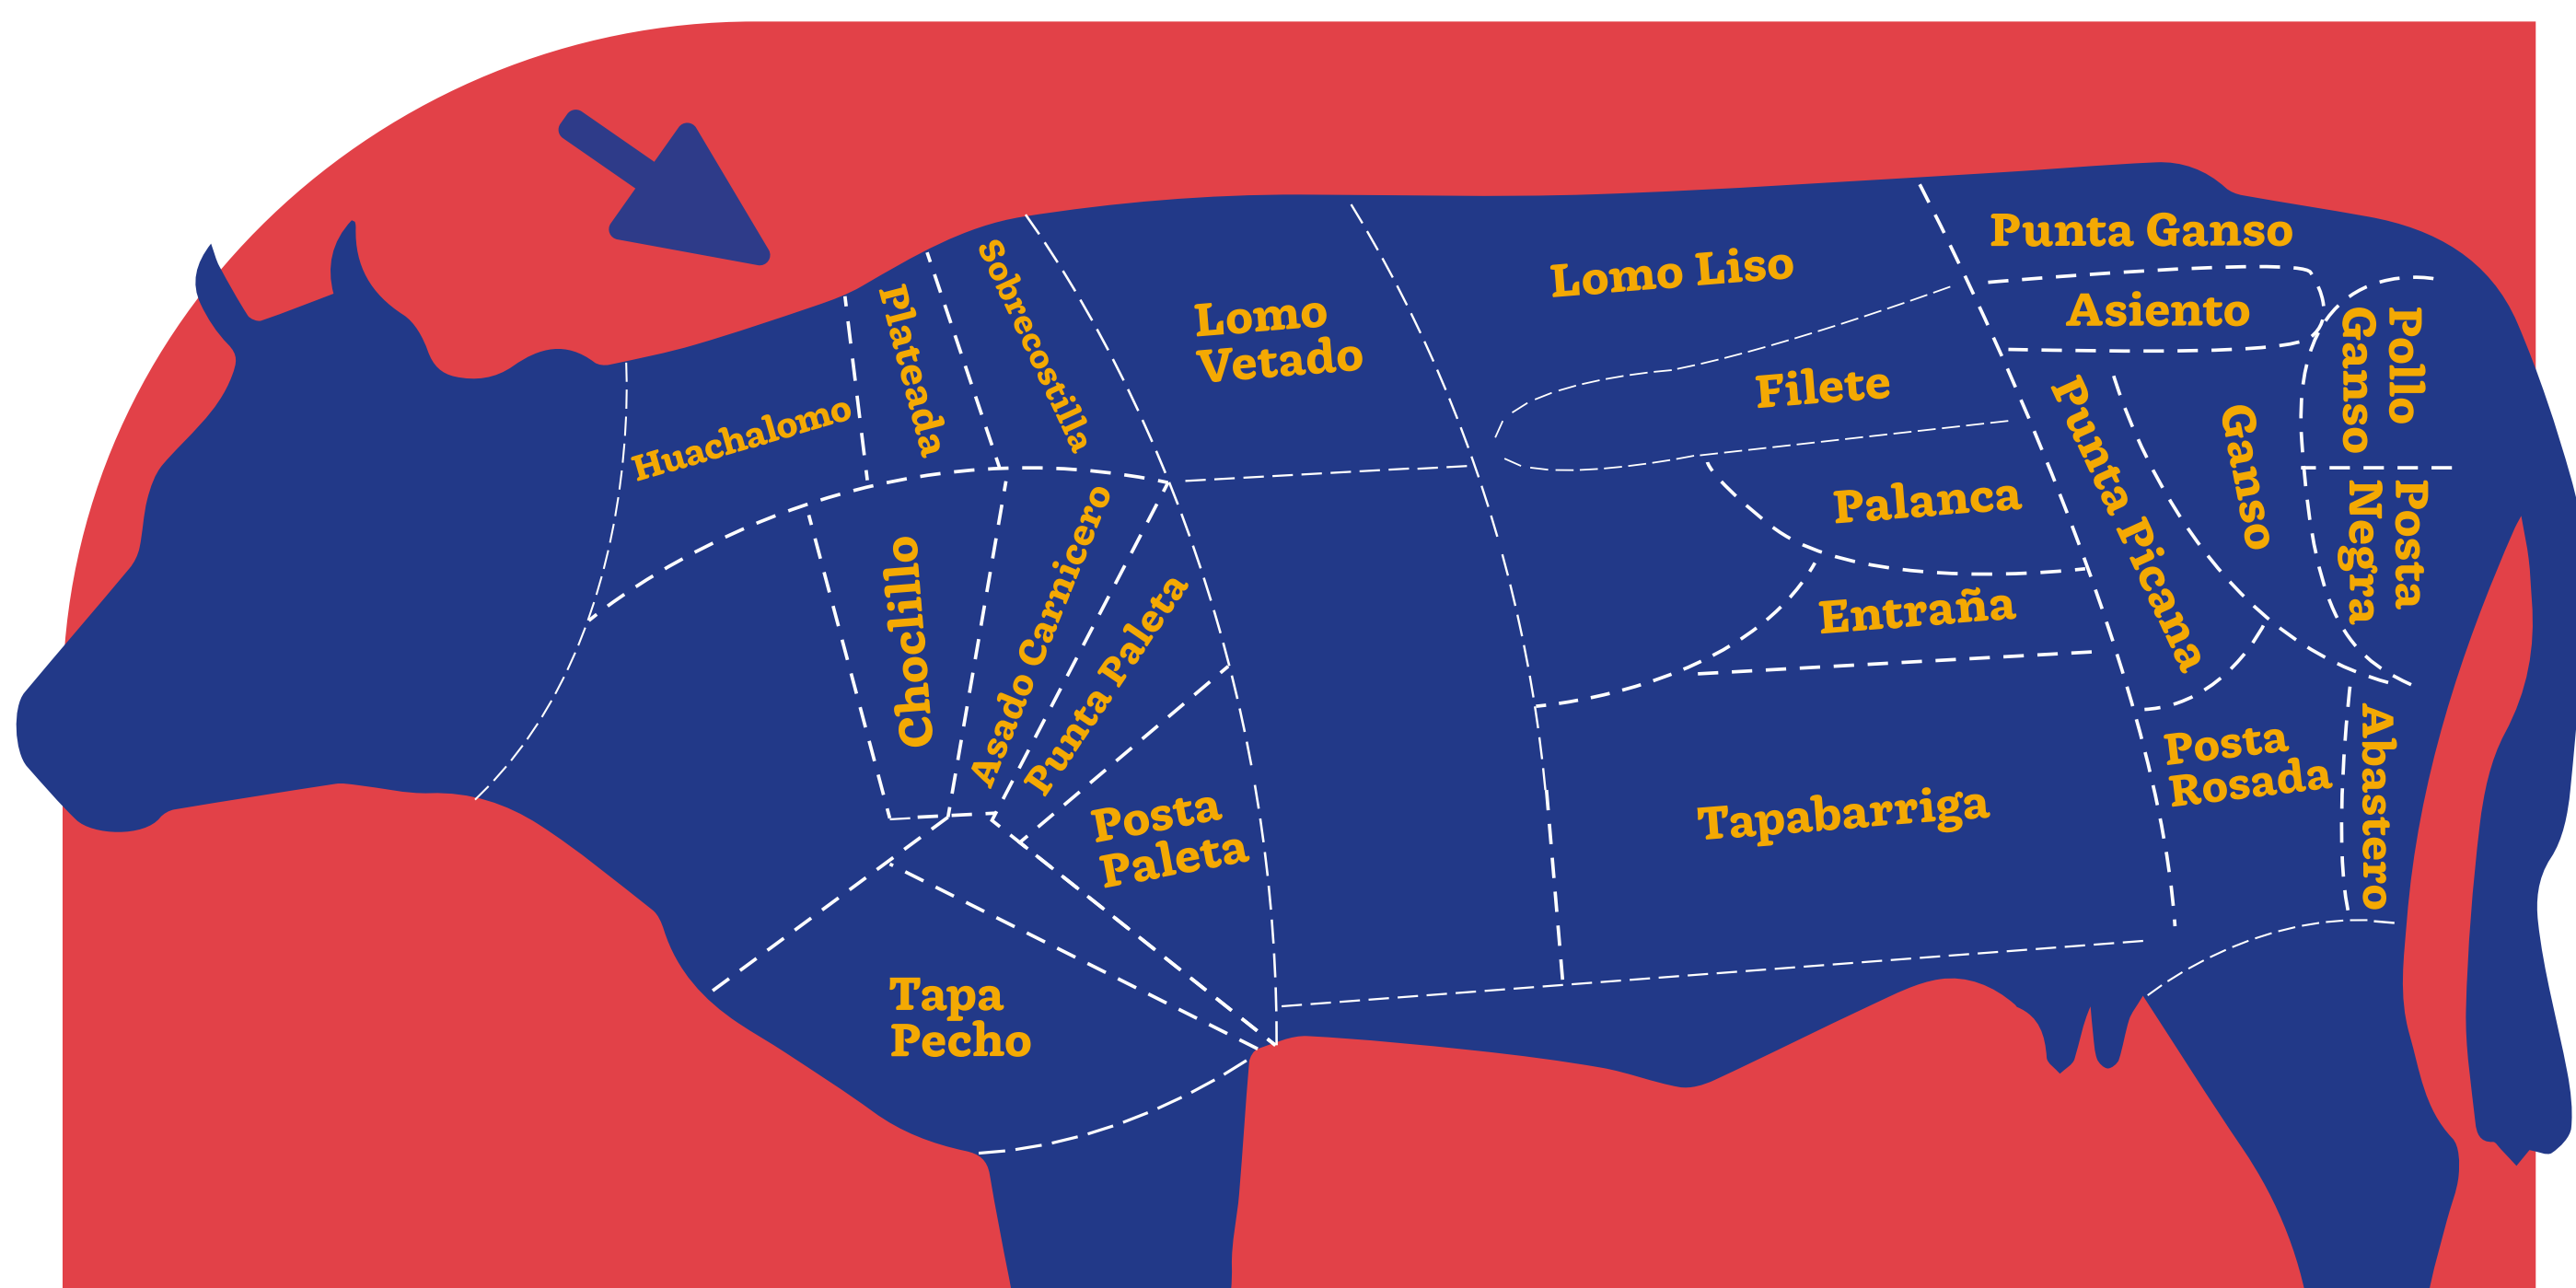 Huachalomo
Plateada
Sobrecostilla
Lomo
Vetado
Lomo Liso
Filete
Palanca
Entraña
Tapabarriga
Punta Ganso
Asiento
Punta Picana
Ganso
Pollo
Ganso
Posta
Negra
Posta
Rosada
Abastero
Choclillo
Asado Carnicero
Punta Paleta
Posta
Paleta
Tapa
Pecho